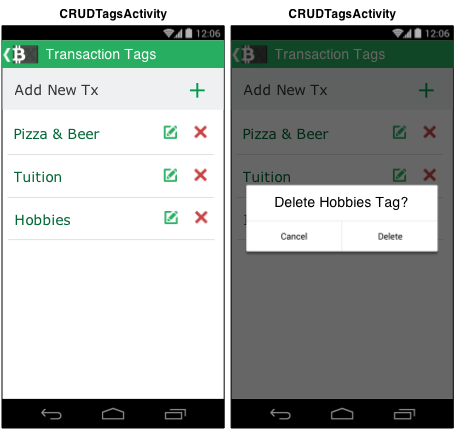 CRUDTagsActivity
12:06
Transaction Tags
Add New Tx
Pizza & Beer
Tuition
Hobbies
CRUDTagsActivity
12:06
Transaction Tags
Add New Tx
Pizza & Beer
Tuition
Delete Hobbies Tag?
Cancel Delete